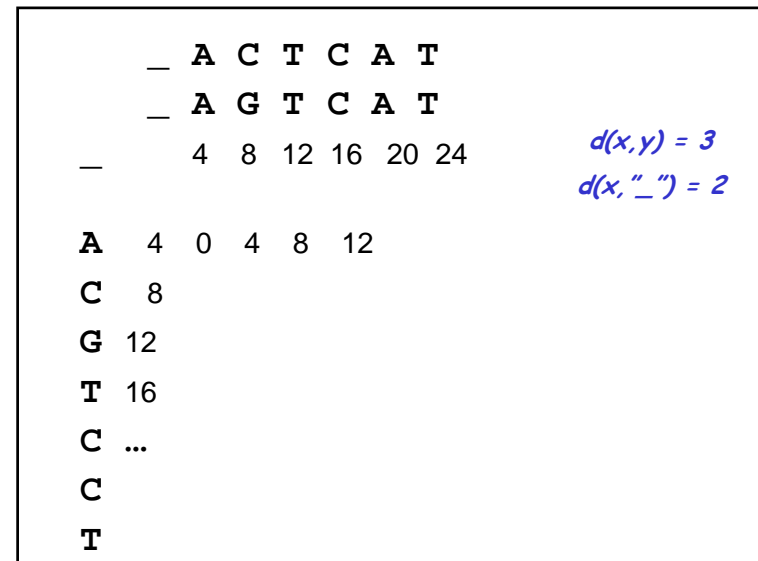 _ A C T C A T
_ A G T C A T
_ 4 8 12 16 20 24
d(x,y) = 3
d(x,"_") = 2
A 4 0 4 8 12
C 8
G 12
T 16
C ...
C
T